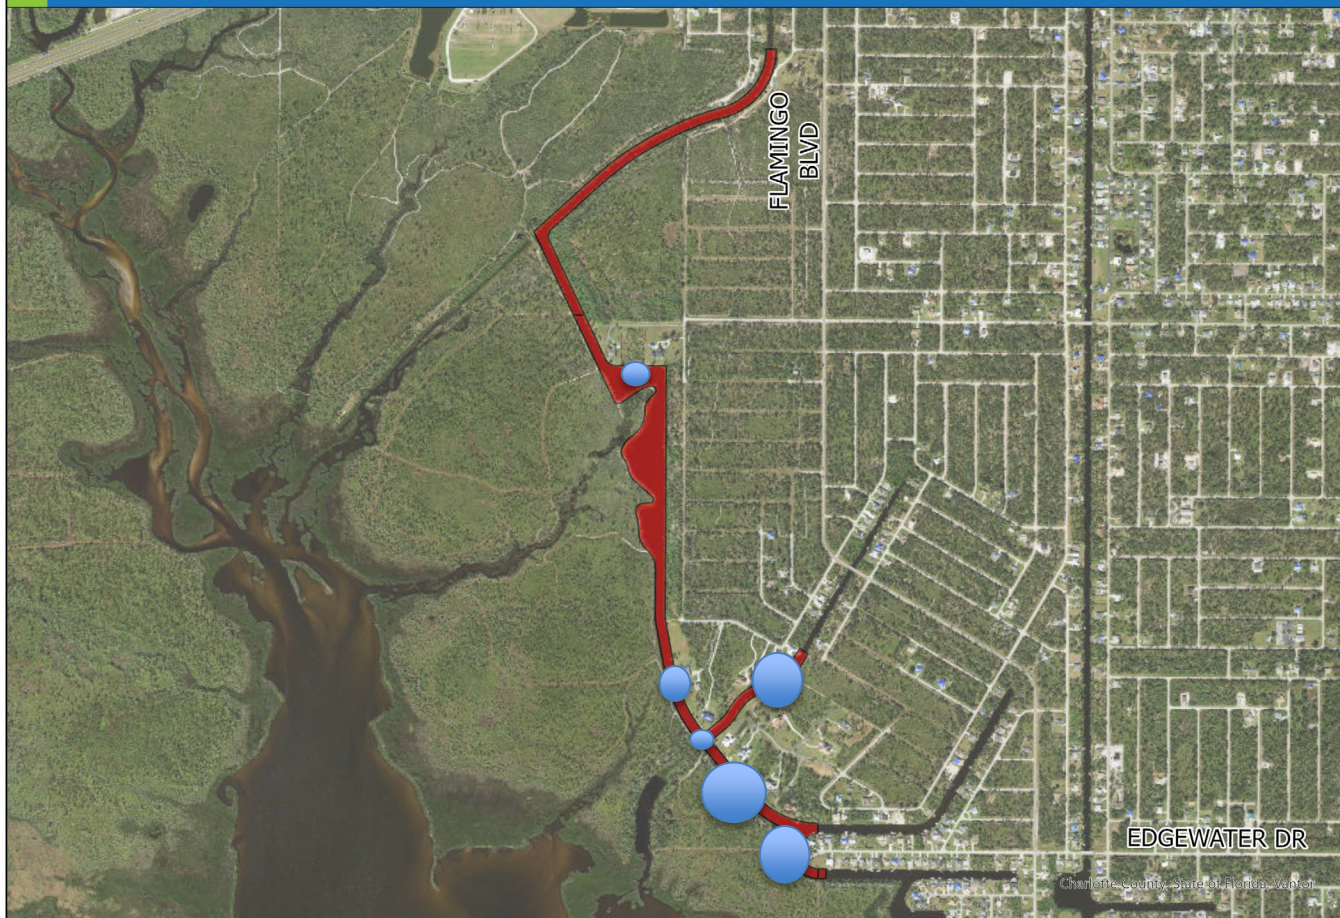 FLAMINGO
BLVD
EDGEWATER DR
Charlotte County, State of Florida, Vantor